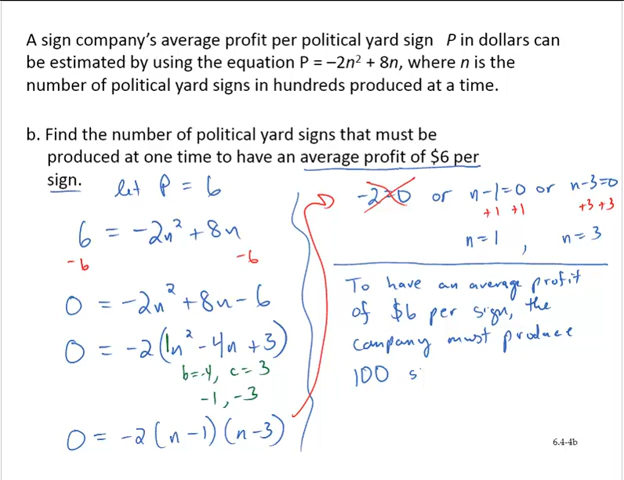 A sign company's average profit per political yard sign P in dollars can
be estimated by using the equation P = –2n² + 8n, where n is the
number of political yard signs in hundreds produced at a time.
b. Find the number of political yard signs that must be
produced at one time to have an average profit of $6 per
sign.
let P = 6
6 = -2n² + 8n
-6 -6
0 = -2n² + 8n - 6
0 = -2(1n² - 4n + 3)
b=-4, c=3
-1, -3
0 = -2(n-1)(n-3)
-2=0 or n-1=0 or n-3=0
+1 +1 +3 +3
n=1, n=3
To have an average profit
of $6 per sign, the
company must produce
100 s
6.4-4b